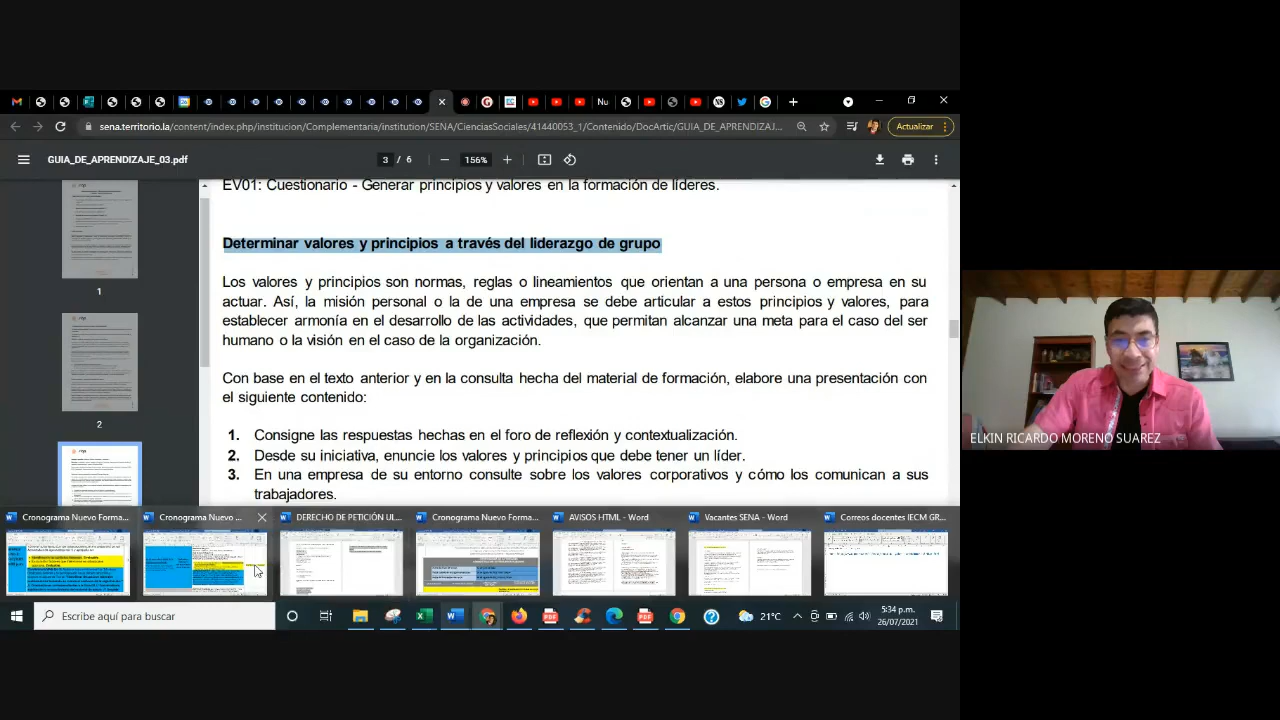 Nu
sena.territorio.la/content/index.php/institucion/Complementaria/institution/SENA/CienciasSociales/41440053_1/Contenido/DocArtic/GUIA_DE_APRENDIZAJ...
Actualizar
GUIA_DE_APRENDIZAJE_03.pdf
3 / 6
156%
EV01: Cuestionario - Generar principios y valores en la formación de líderes.
Determinar valores y principios a través del liderazgo de grupo
Los valores y principios son normas, reglas o lineamientos que orientan a una persona o empresa en su
actuar. Así, la misión personal o la de una empresa se debe articular a estos principios y valores, para
establecer armonía en el desarrollo de las actividades, que permitan alcanzar una meta para el caso del ser
humano o la visión en el caso de la organización.
Con base en el texto anterior y en la consulta hecha del material de formación, elabore una presentación con
el siguiente contenido:
1. Consigne las respuestas hechas en el foro de reflexión y contextualización.
2. Desde su iniciativa, enuncie los valores y principios que debe tener un líder.
3. En una empresa de su entorno consulte sobre los valores corporativos y cómo los comunican a sus
trabajadores.
1
2
ELKIN RICARDO MORENO SUAREZ
Cronograma Nuevo Forma...
Cronograma Nuevo ...
DERECHO DE PETICIÓN UL...
Cronograma Nuevo Forma...
AVISOS HTML - Word
Vacantes SENA - Word
Correos docentes IECM GR...
Escribe aquí para buscar
21°C
5:34 p.m.
26/07/2021